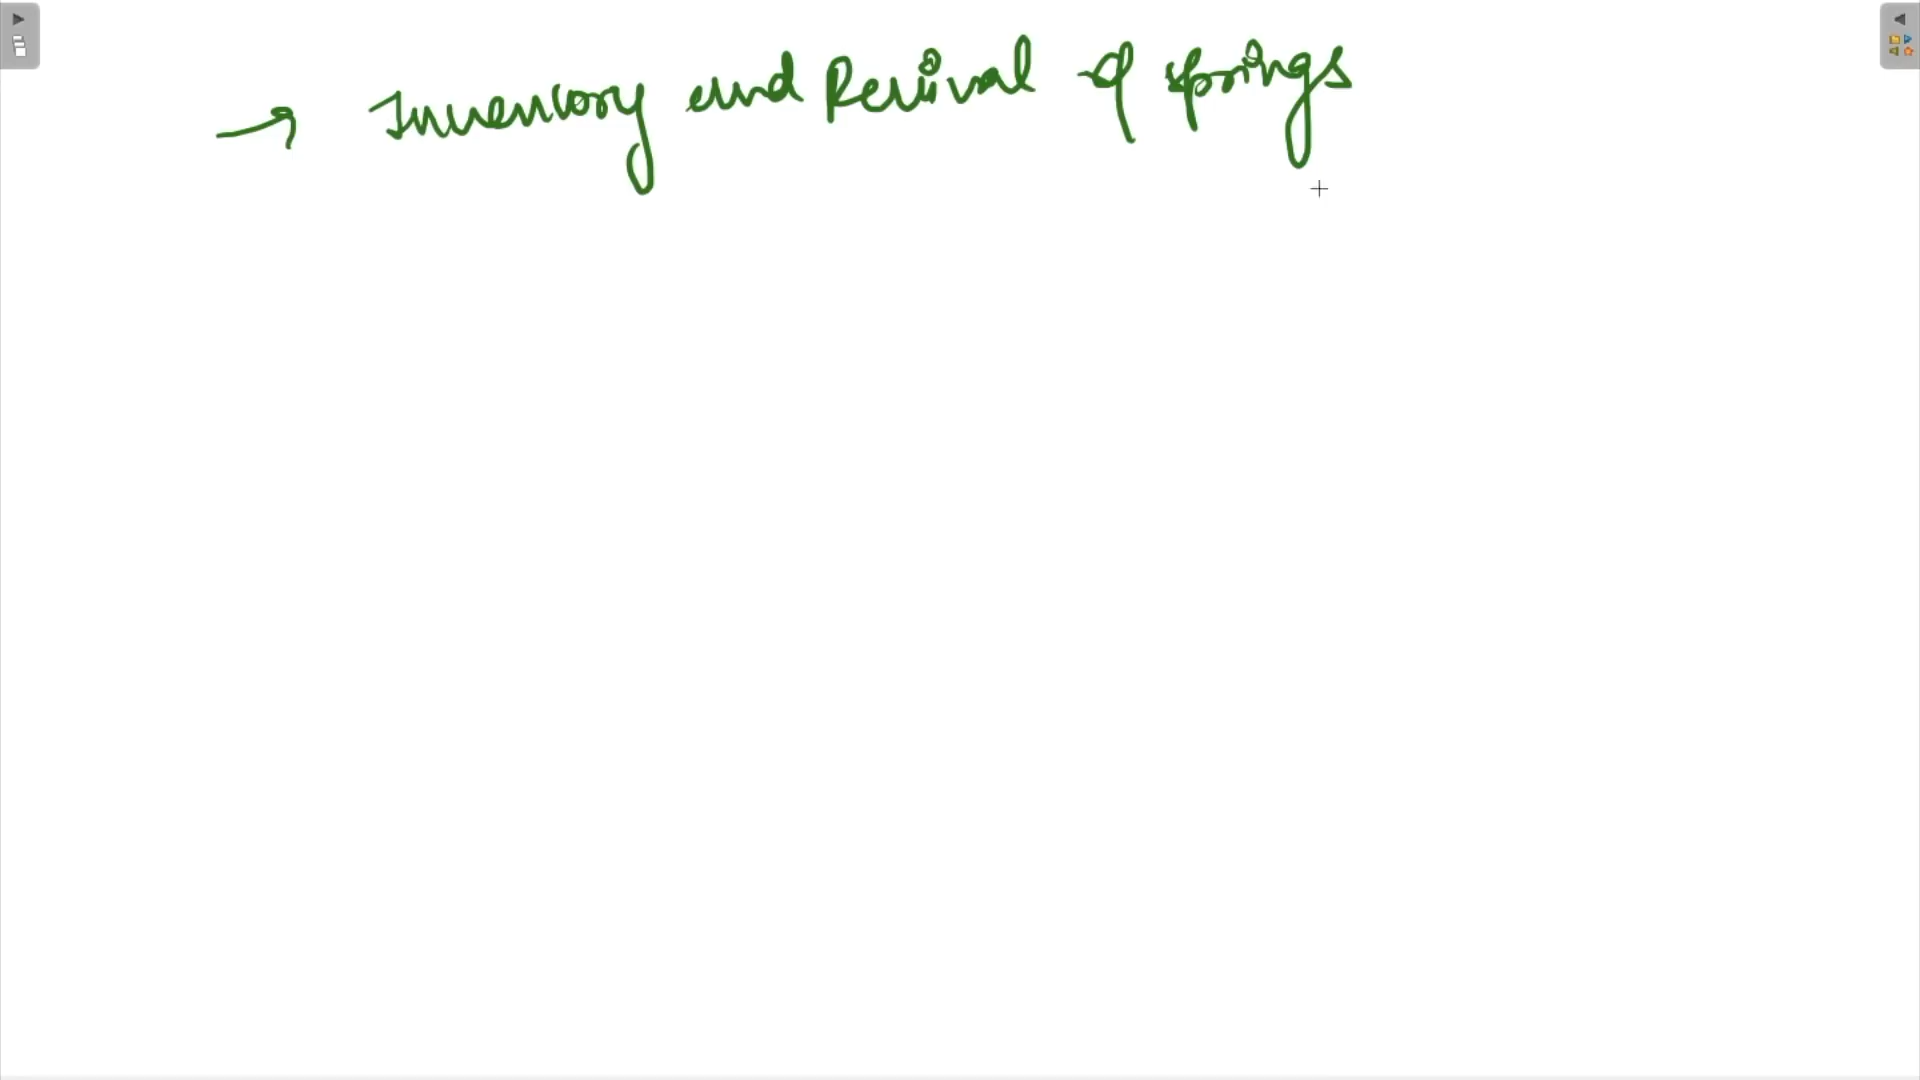 → Inventory and Revival of springs